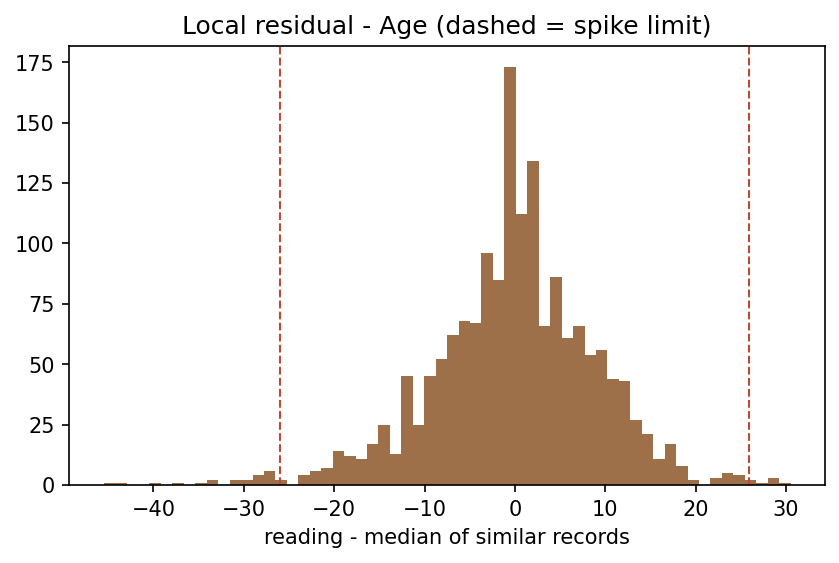 Local residual - Age (dashed = spike limit)
175
150
125
100
75
50
25
0
−40 −30 −20 −10 0 10 20 30
reading - median of similar records